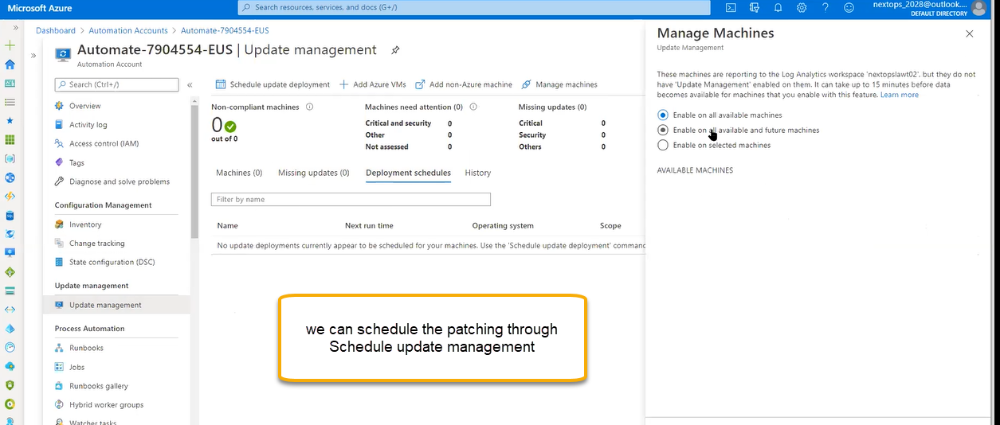 Microsoft Azure
Search resources, services, and docs (G+/)
nextops_2028@outlook....
DEFAULT DIRECTORY
Dashboard > Automation Accounts > Automate-7904554-EUS
Automate-7904554-EUS | Update management
Automation Account
Search (Ctrl+/)
Overview
Activity log
Access control (IAM)
Tags
Diagnose and solve problems
Configuration Management
Inventory
Change tracking
State configuration (DSC)
Update management
Update management
Process Automation
Runbooks
Jobs
Runbooks gallery
Hybrid worker groups
Watcher tasks
Schedule update deployment
Add Azure VMs
Add non-Azure machine
Manage machines
Non-compliant machines
0
out of 0
Machines need attention (0)
Critical and security 0
Other 0
Not assessed 0
Missing updates (0)
Critical 0
Security 0
Others 0
Machines (0)
Missing updates (0)
Deployment schedules
History
Filter by name
Name Next run time Operating system Scope
No update deployments currently appear to be scheduled for your machines. Use the 'Schedule update deployment' command
we can schedule the patching through
Schedule update management
Manage Machines
Update Management
These machines are reporting to the Log Analytics workspace 'nextopslawt02', but they do not
have 'Update Management' enabled on them. It can take up to 15 minutes before data
becomes available for machines that you enable with this feature. Learn more
Enable on all available machines
Enable on all available and future machines
Enable on selected machines
AVAILABLE MACHINES